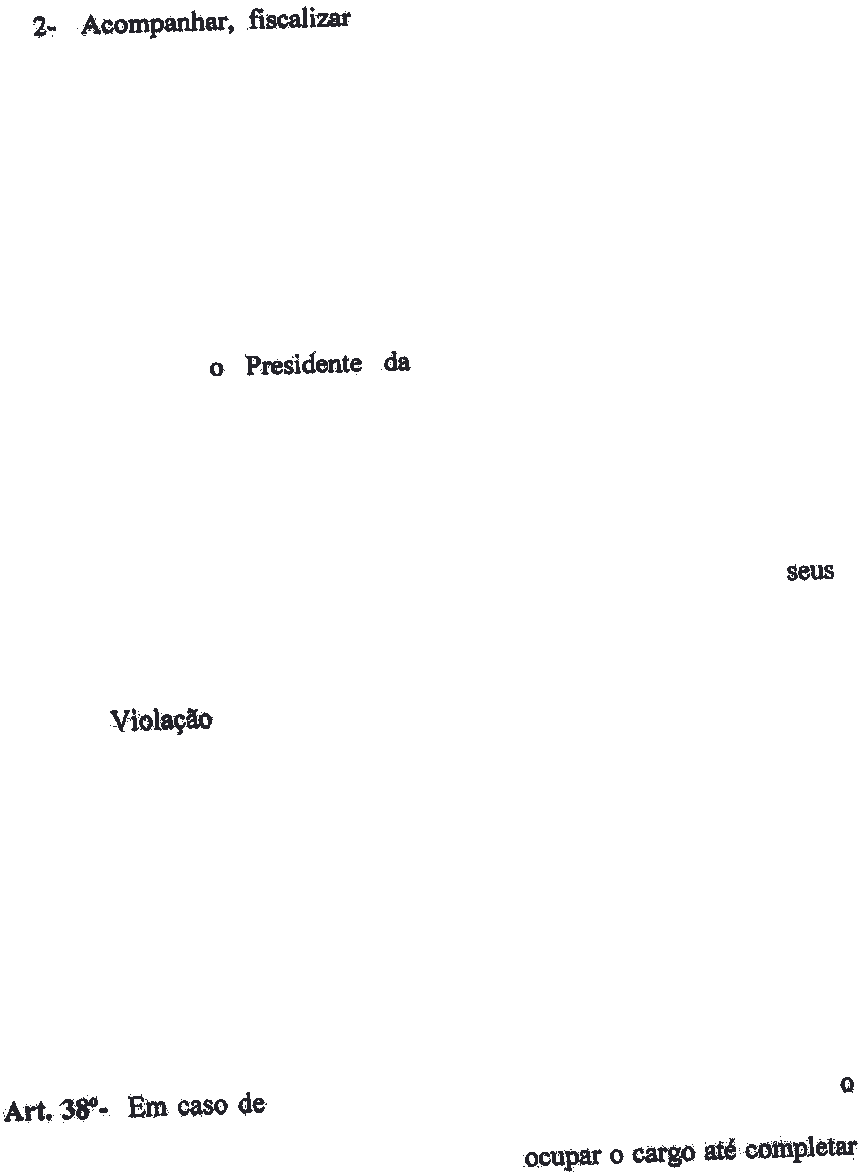 2- Acompanhar, fiscalizar
o Presidente da
seus
Violação
Art. 38º- Em caso de o
ocupar o cargo até completar